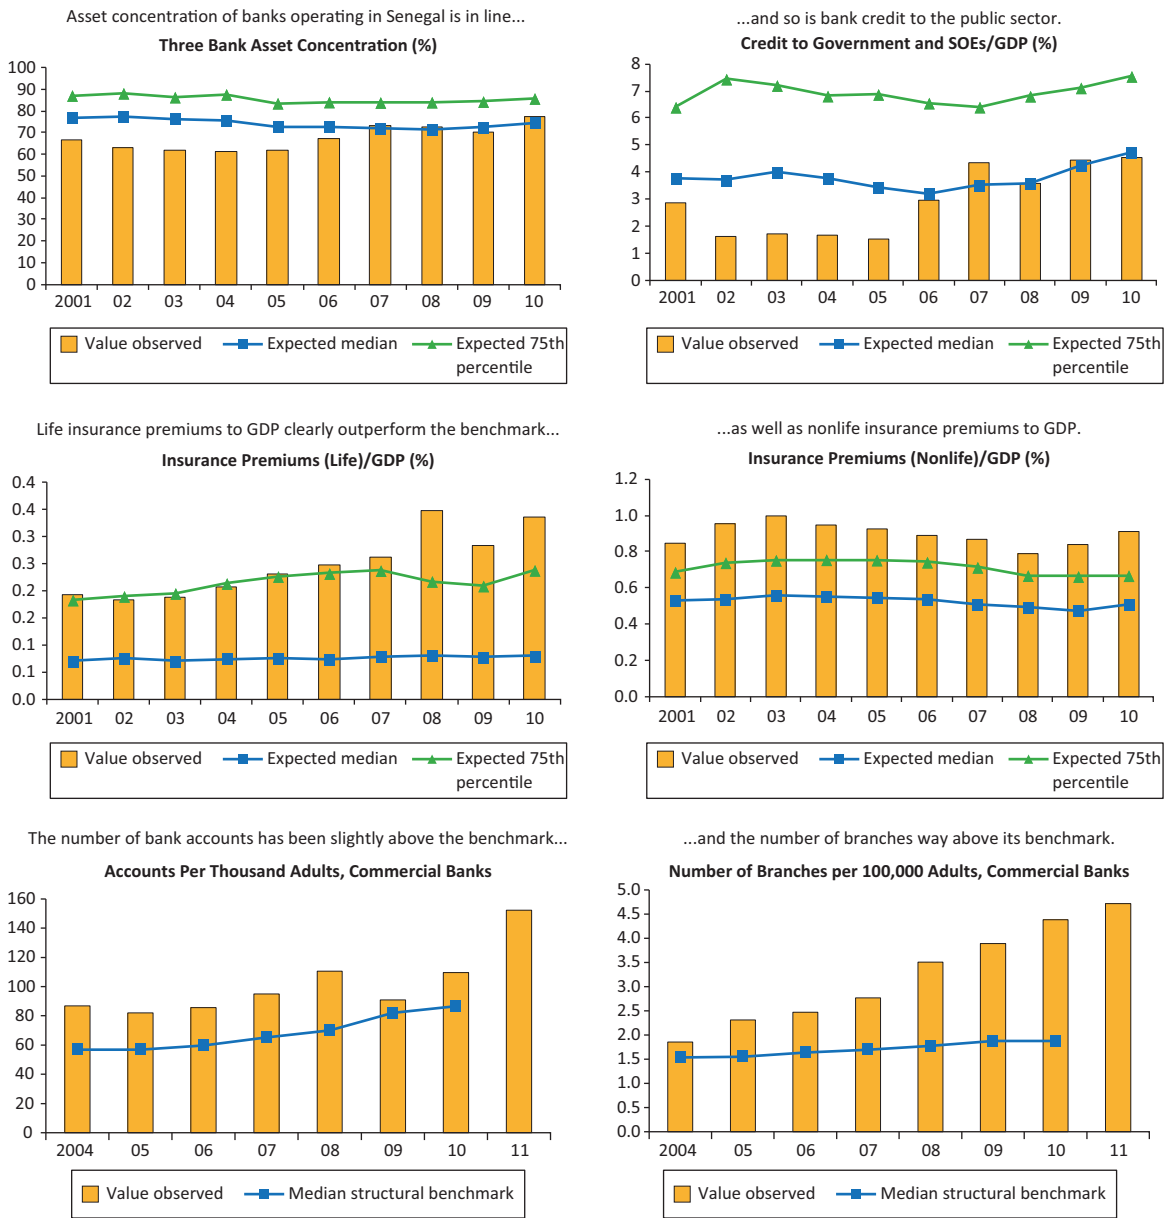 Asset concentration of banks operating in Senegal is in line...
Three Bank Asset Concentration (%)
100
90
80
70
60
50
40
30
20
10
0
2001 02 03 04 05 06 07 08 09 10
Value observed Expected median Expected 75th
percentile
...and so is bank credit to the public sector.
Credit to Government and SOEs/GDP (%)
8
7
6
5
4
3
2
1
0
2001 02 03 04 05 06 07 08 09 10
Value observed Expected median Expected 75th
percentile
Life insurance premiums to GDP clearly outperform the benchmark...
Insurance Premiums (Life)/GDP (%)
0.4
0.4
0.3
0.3
0.2
0.2
0.1
0.1
0.0
2001 02 03 04 05 06 07 08 09 10
Value observed Expected median Expected 75th
percentile
...as well as nonlife insurance premiums to GDP.
Insurance Premiums (Nonlife)/GDP (%)
1.2
1.0
0.8
0.6
0.4
0.2
0.0
2001 02 03 04 05 06 07 08 09 10
Value observed Expected median Expected 75th
percentile
The number of bank accounts has been slightly above the benchmark...
Accounts Per Thousand Adults, Commercial Banks
160
140
120
100
80
60
40
20
0
2004 05 06 07 08 09 10 11
Value observed Median structural benchmark
...and the number of branches way above its benchmark.
Number of Branches per 100,000 Adults, Commercial Banks
5.0
4.5
4.0
3.5
3.0
2.5
2.0
1.5
1.0
0.5
0.0
2004 05 06 07 08 09 10 11
Value observed Median structural benchmark